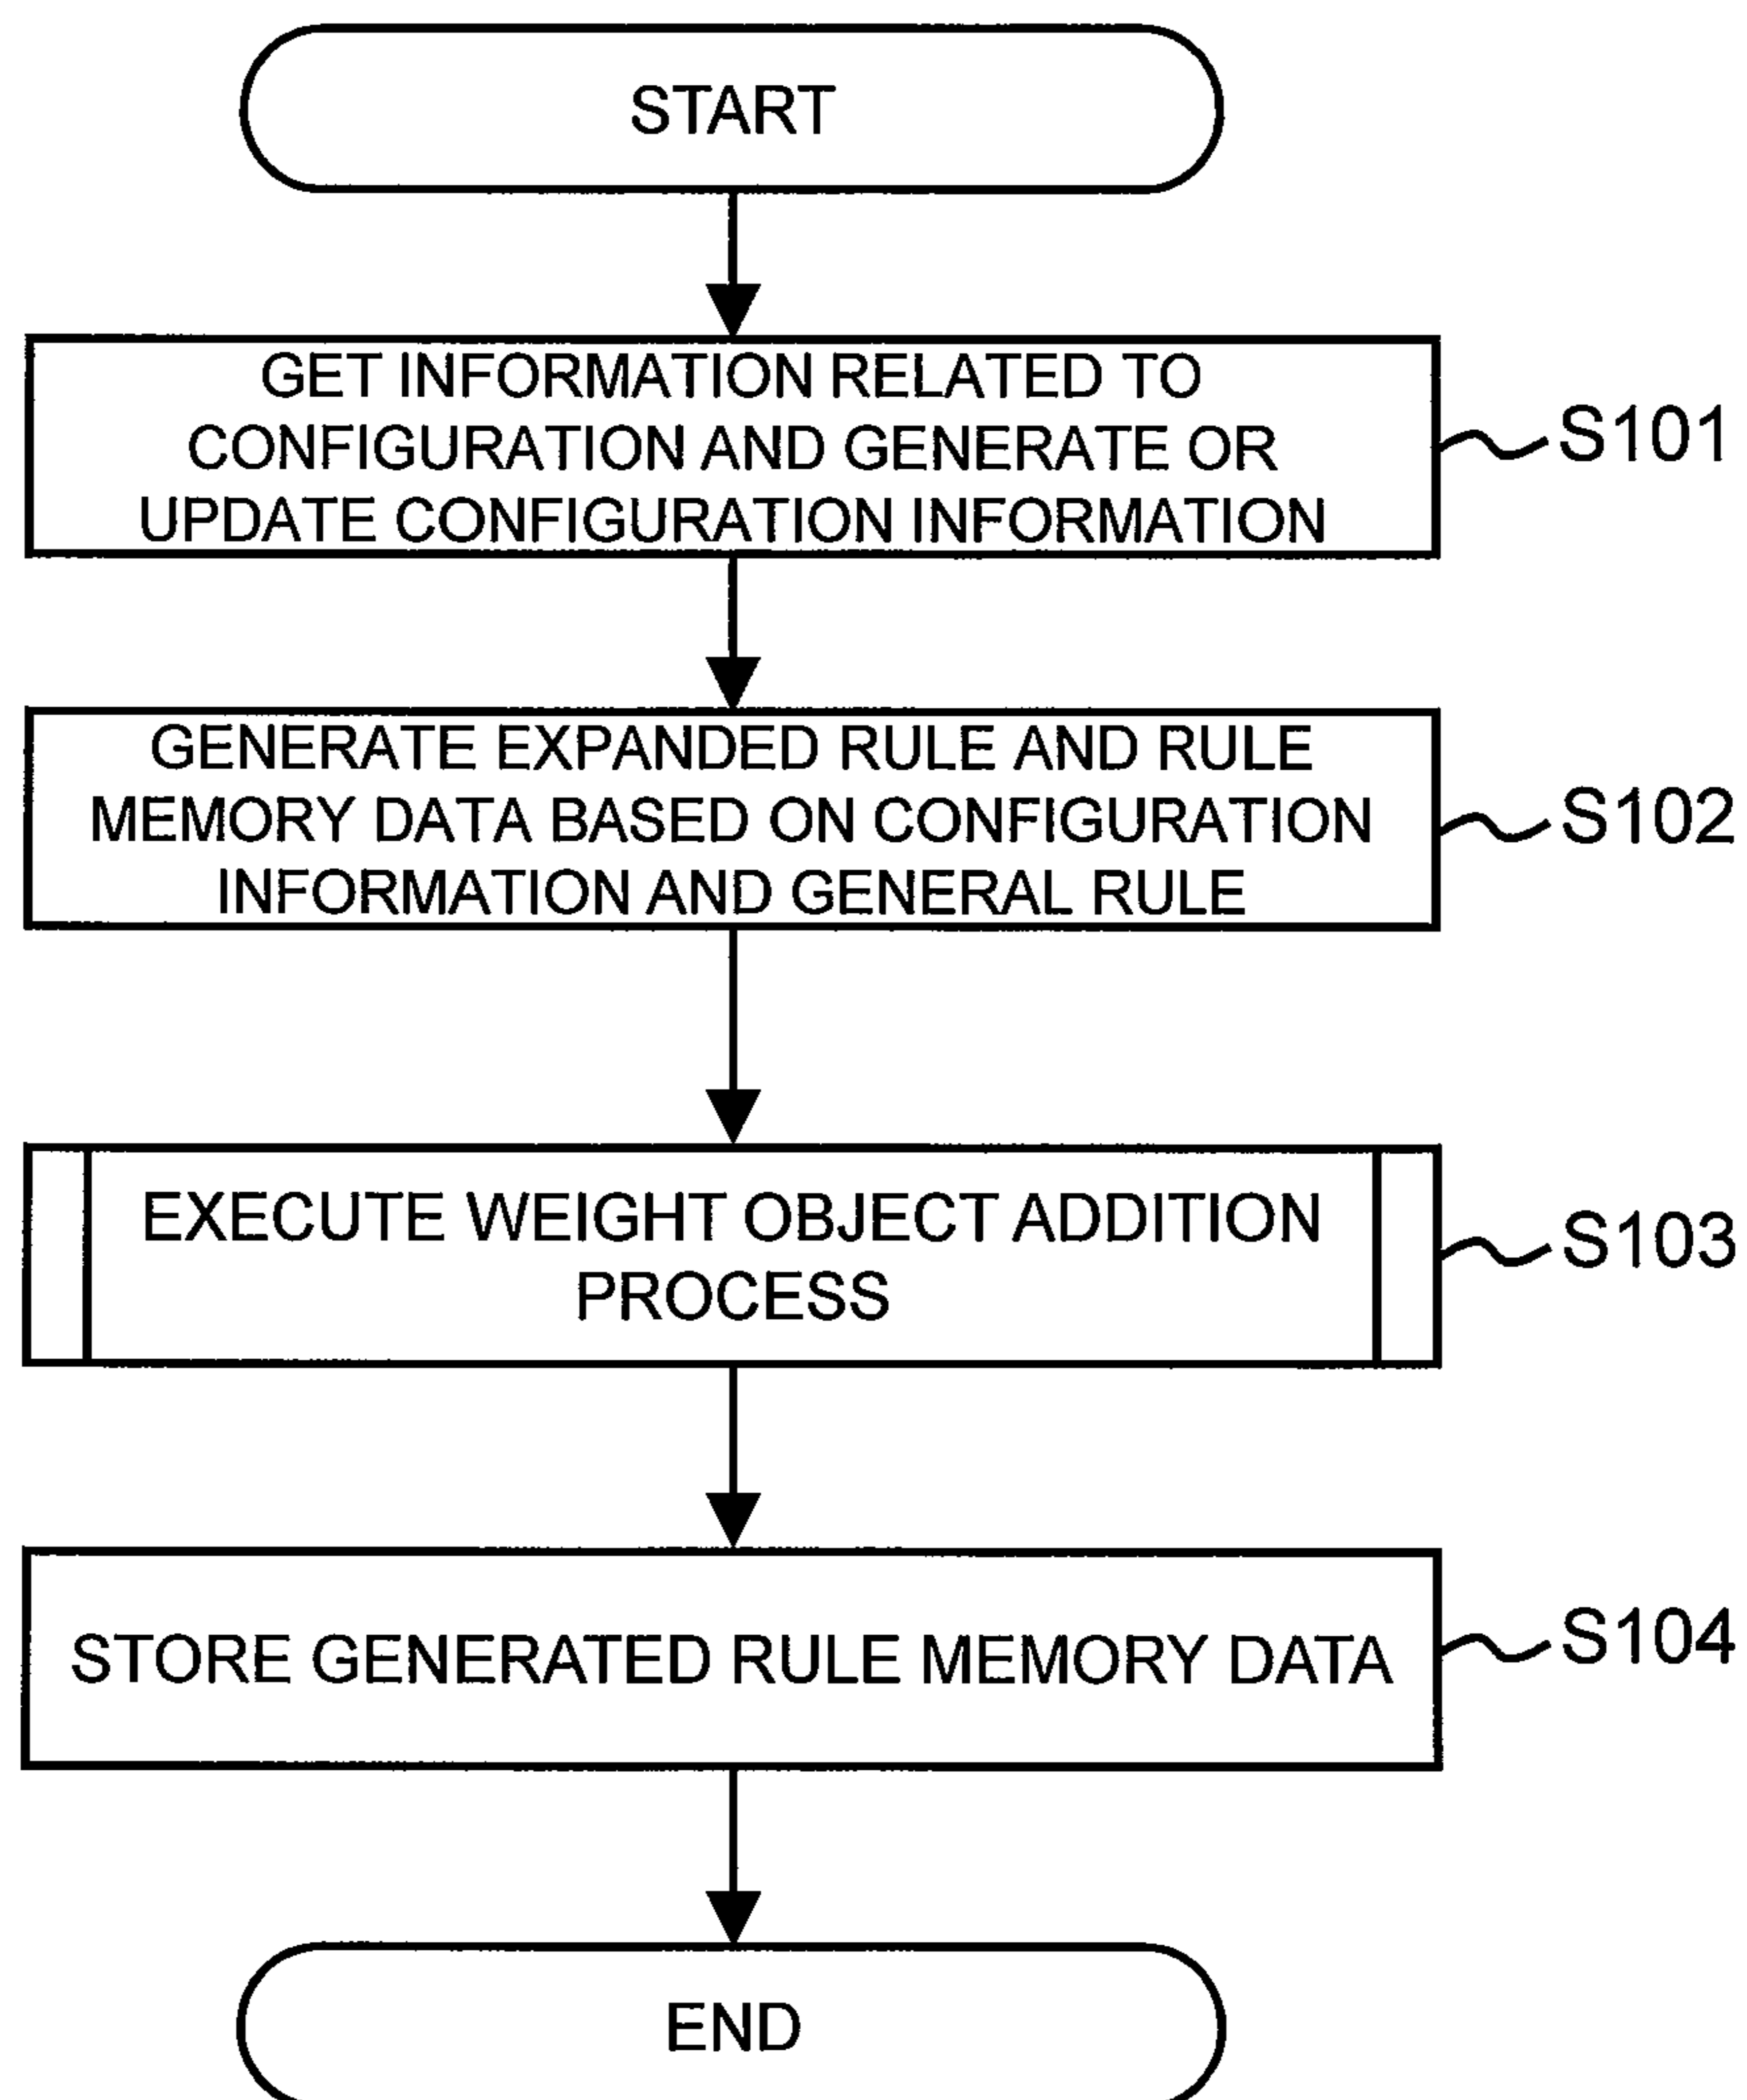 START
GET INFORMATION RELATED TO
CONFIGURATION AND GENERATE OR
UPDATE CONFIGURATION INFORMATION
S101
GENERATE EXPANDED RULE AND RULE
MEMORY DATA BASED ON CONFIGURATION
INFORMATION AND GENERAL RULE
S102
EXECUTE WEIGHT OBJECT ADDITION
PROCESS
S103
STORE GENERATED RULE MEMORY DATA
S104
END